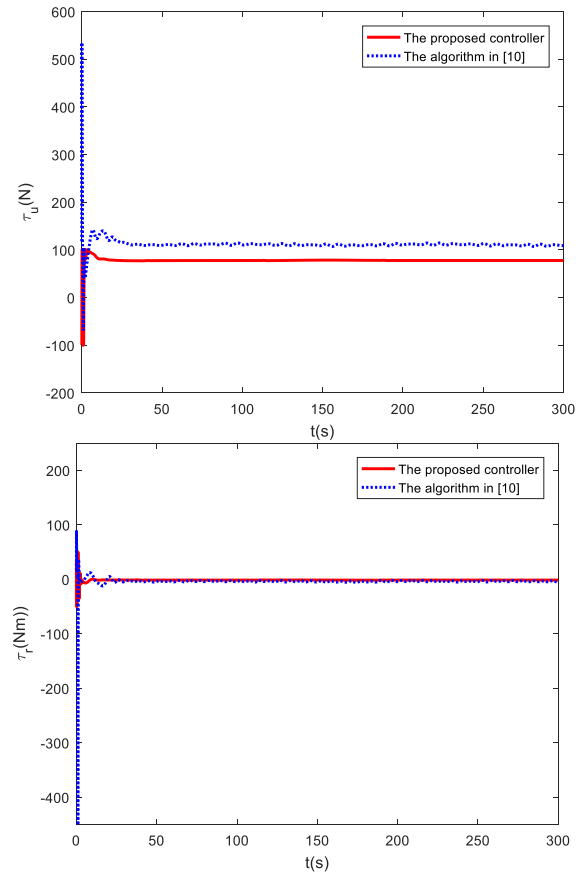 600
500
400
300
200
100
0
-100
-200
τu(N)
The proposed controller
The algorithm in [10]
0 50 100 150 200 250 300
t(s)
200
100
0
-100
-200
-300
-400
τr(Nm))
The proposed controller
The algorithm in [10]
0 50 100 150 200 250 300
t(s)